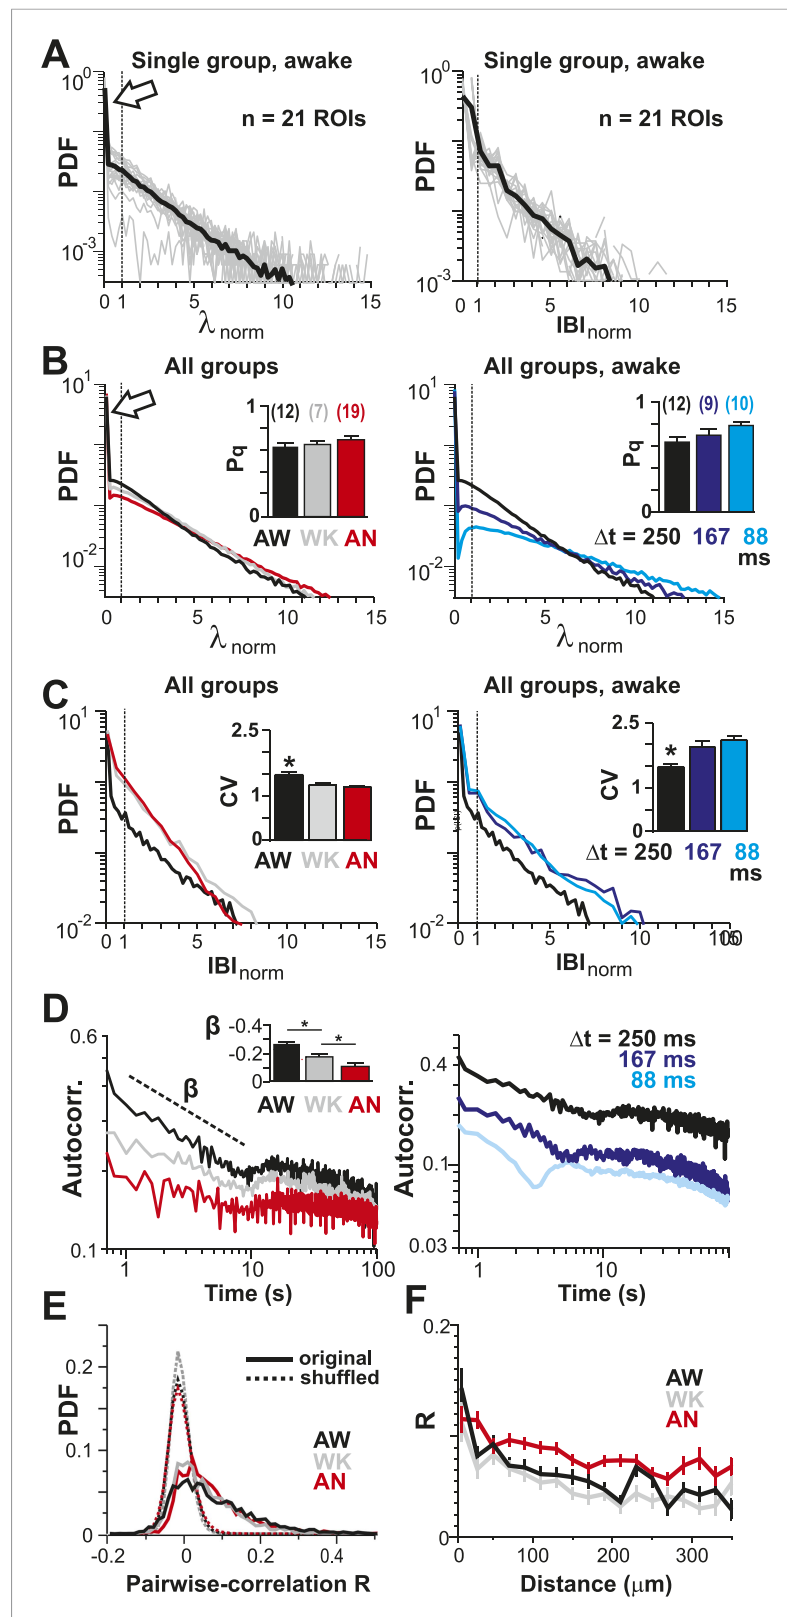 A
Single group, awake
Single group, awake
n = 21 ROIs
n = 21 ROIs
PDF
PDF
10^0
10^-3
10^0
10^-3
0 1 5 10 15
0 1 5 10 15
λ norm
IBI norm
B
All groups
All groups, awake
PDF
PDF
10^1
10^-2
10^1
10^-2
Pq
1
0
(12) (7) (19)
AW WK AN
Pq
1
0
(12) (9) (10)
Δt = 250 167 88
ms
0 1 5 10 15
0 1 5 10 15
λ norm
λ norm
C
All groups
All groups, awake
PDF
PDF
10^1
10^-2
10^1
10^-2
CV
2.5
1
0
*
AW WK AN
CV
2.5
1
0
*
Δt = 250 167 88
ms
0 1 5 10 15
0 1 5 10
IBI norm
IBI norm
D
Autocorr.
0.6
0.1
β
β
-0.4
-0.2
0
* *
AW WK AN
1 10 100
Time (s)
Autocorr.
0.4
0.1
0.03
Δt = 250 ms
167 ms
88 ms
1 10 100
Time (s)
E
PDF
0.2
0.1
0
original
shuffled
AW
WK
AN
-0.2 0 0.2 0.4
Pairwise-correlation R
F
R
0.2
0
AW
WK
AN
0 100 200 300
Distance (μm)